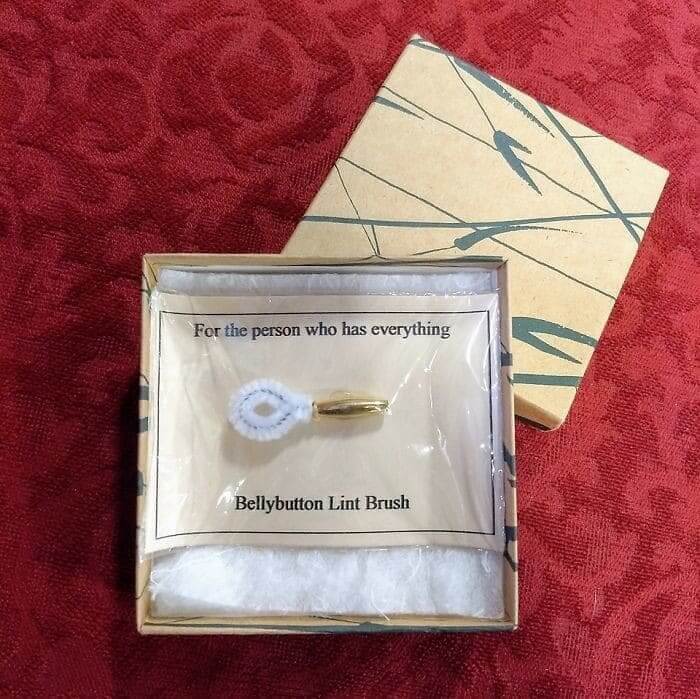 For the person who has everything
Bellybutton Lint Brush